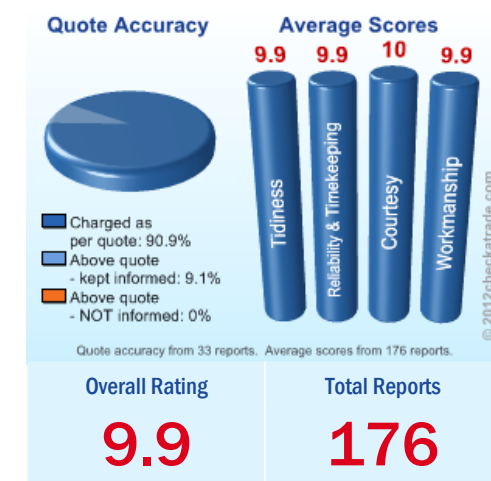 Quote Accuracy
Average Scores
9.9
9.9
10
9.9
Tidiness
Reliability & Timekeeping
Courtesy
Workmanship
Charged as
per quote: 90.9%
Above quote
- kept informed: 9.1%
Above quote
- NOT informed: 0%
© 2012checkatrade.com
Quote accuracy from 33 reports. Average scores from 176 reports.
Overall Rating
9.9
Total Reports
176